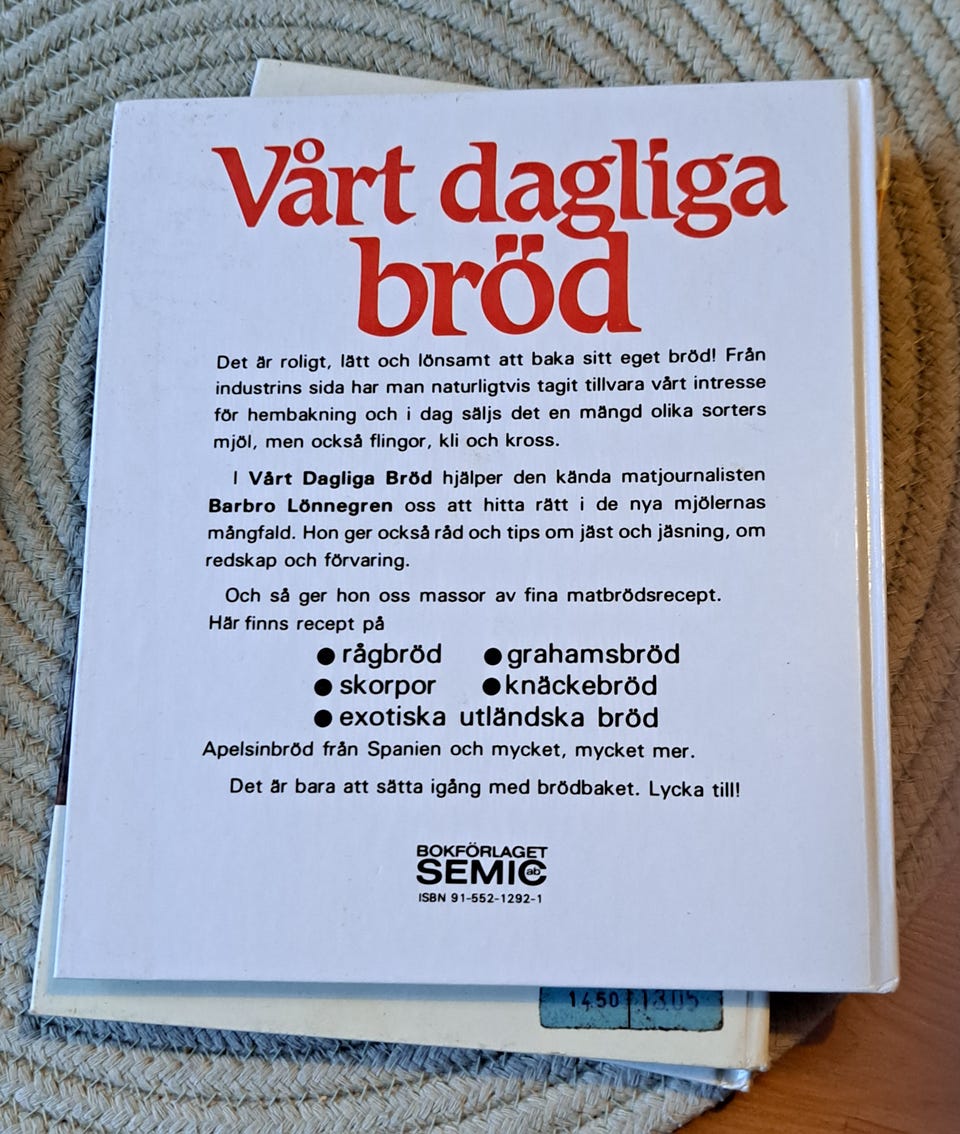 Vårt dagliga
bröd
Det är roligt, lätt och lönsamt att baka sitt eget bröd! Från
industrins sida har man naturligtvis tagit tillvara vårt intresse
för hembakning och i dag säljs det en mängd olika sorters
mjöl, men också flingor, kli och kross.
I Vårt Dagliga Bröd hjälper den kända matjournalisten
Barbro Lönnegren oss att hitta rätt i de nya mjölernas
mångfald. Hon ger också råd och tips om jäst och jäsning, om
redskap och förvaring.
Och så ger hon oss massor av fina matbrödsrecept.
Här finns recept på
● rågbröd ● grahamsbröd
● skorpor ● knäckebröd
● exotiska utländska bröd
Apelsinbröd från Spanien och mycket, mycket mer.
Det är bara att sätta igång med brödbaket. Lycka till!
BOKFÖRLAGET
SEMIC ab
ISBN 91-552-1292-1
1450 1305